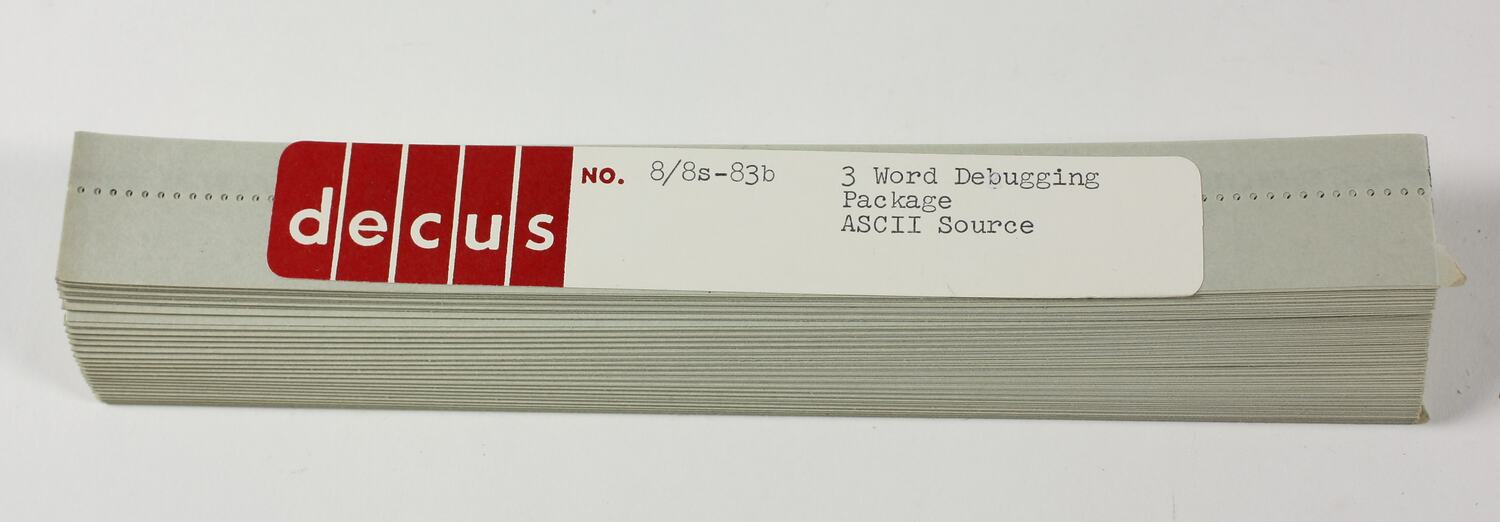 decus NO. 8/8s-83b 3 Word Debugging
Package
ASCII Source